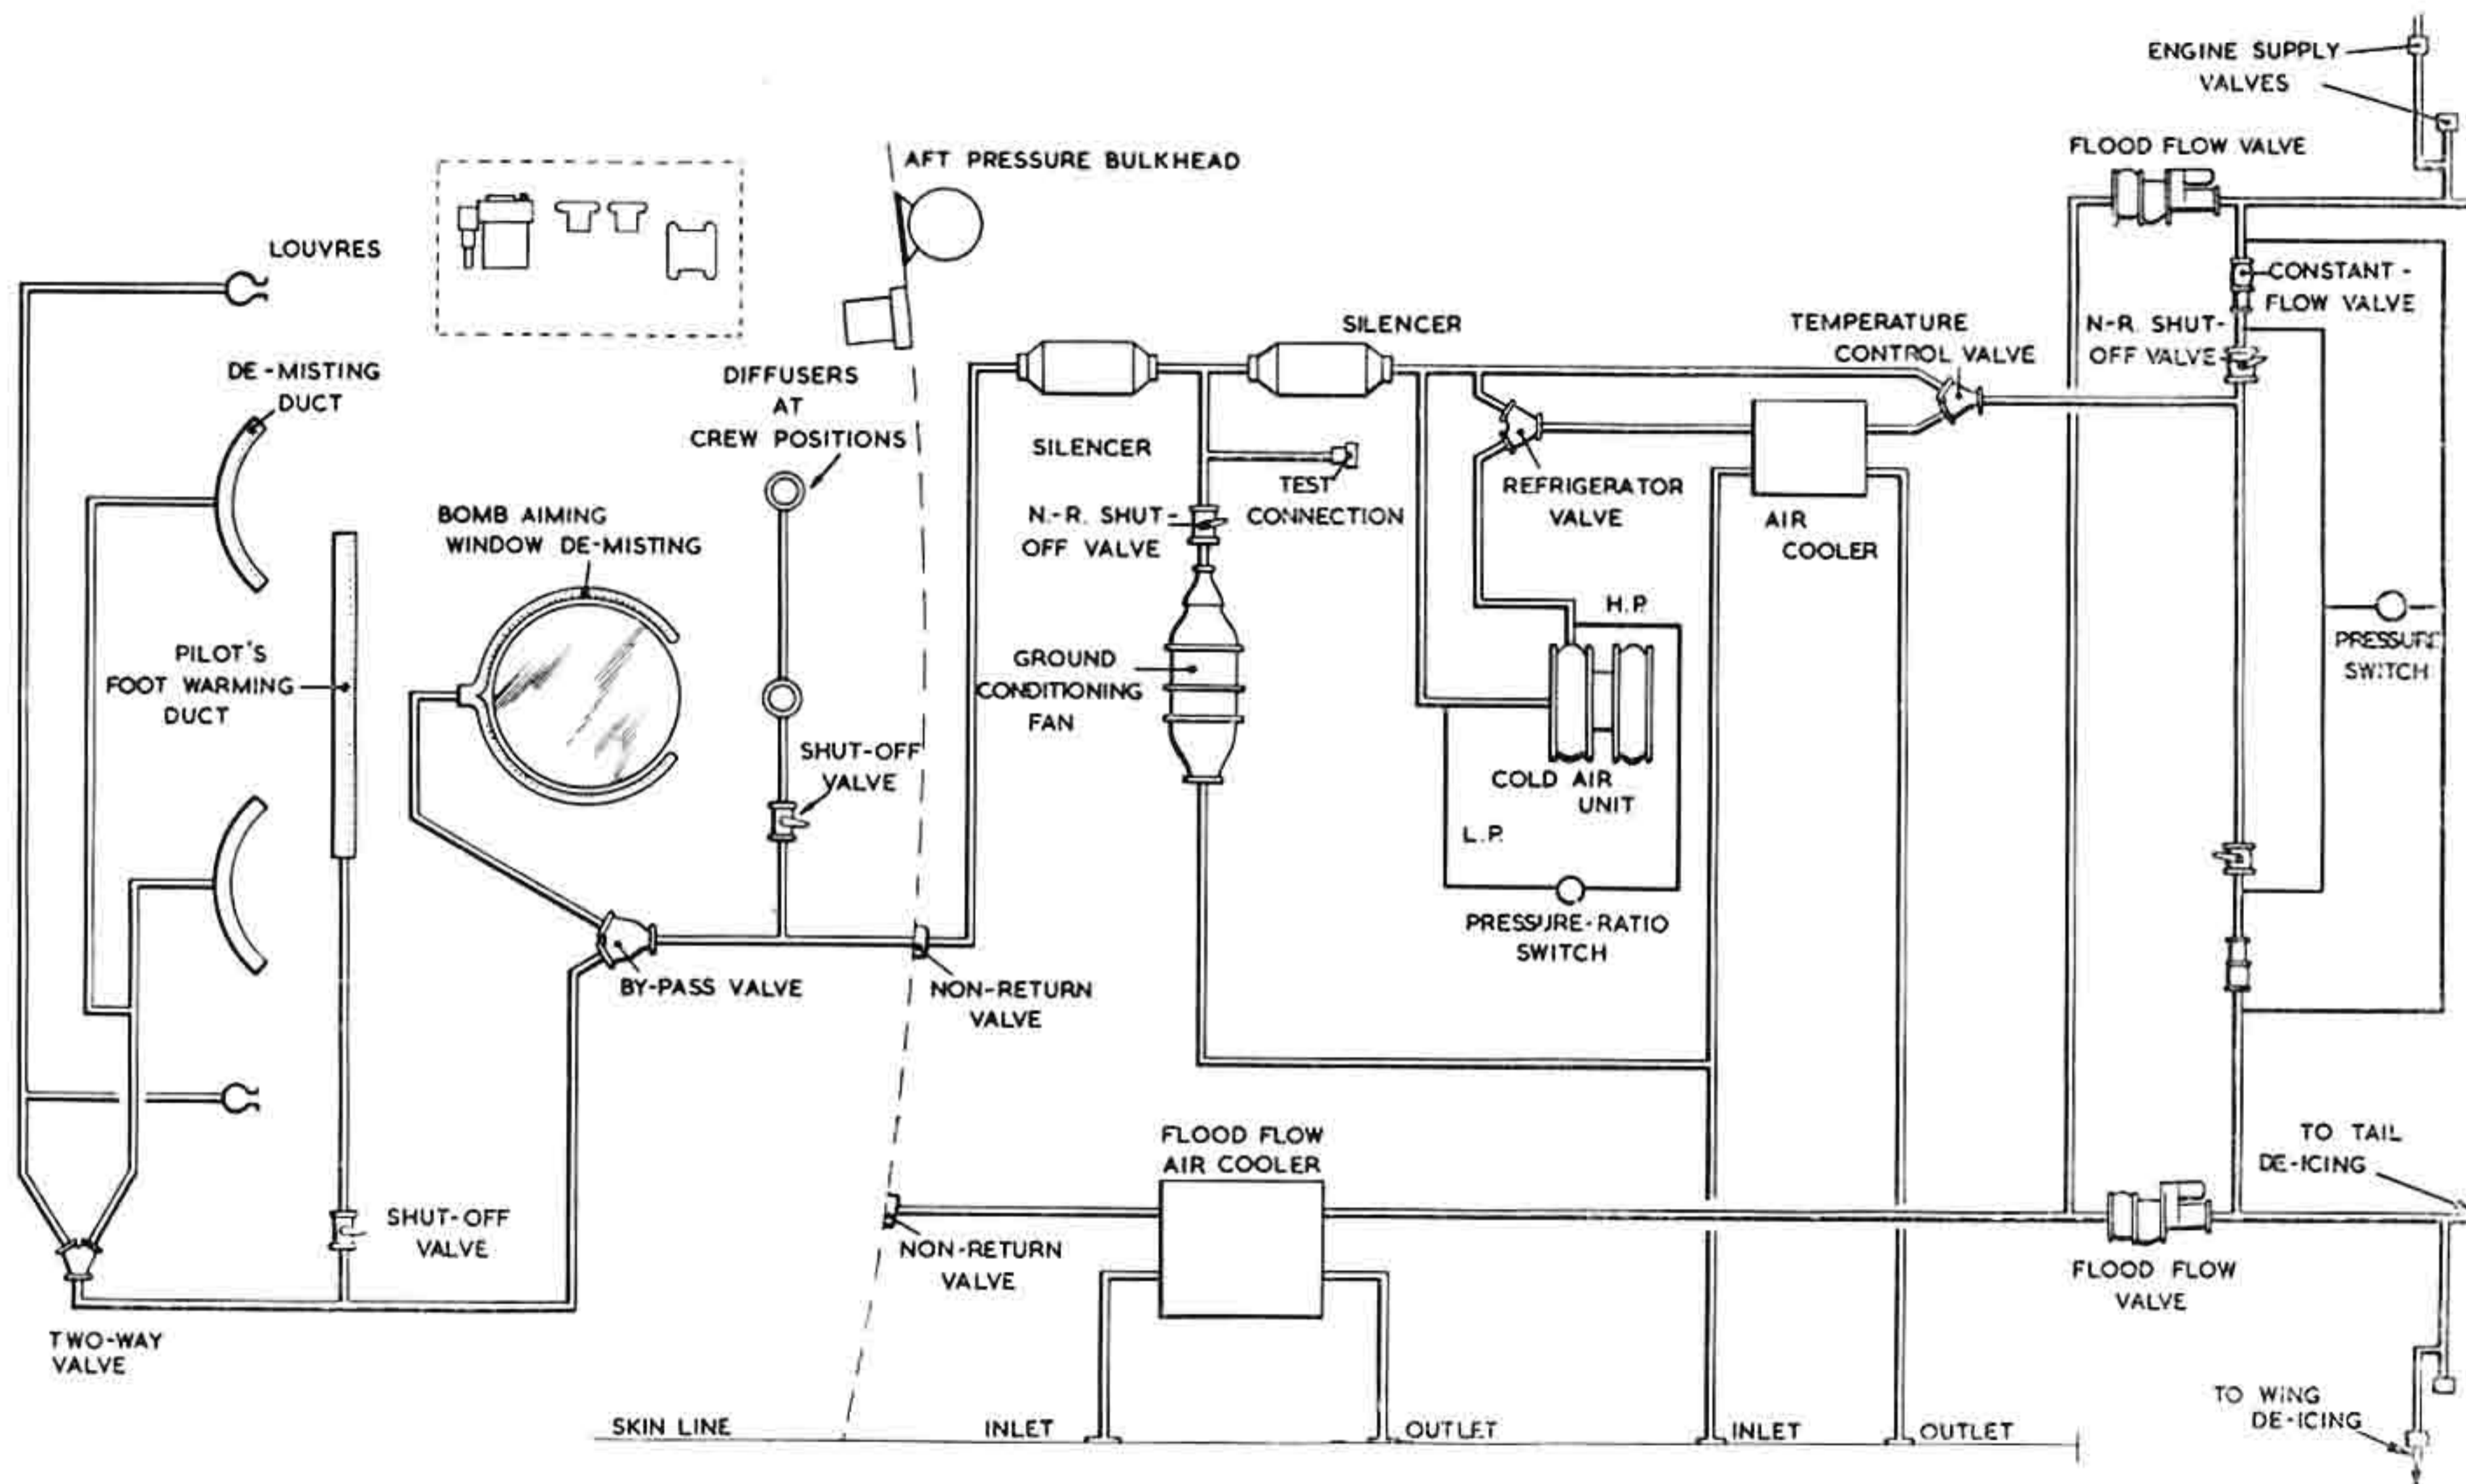 ENGINE SUPPLY
VALVES
FLOOD FLOW VALVE
AFT PRESSURE BULKHEAD
LOUVRES
CONSTANT-
FLOW VALVE
N-R. SHUT-
OFF VALVE
SILENCER
TEMPERATURE
CONTROL VALVE
DE-MISTING
DUCT
DIFFUSERS
AT
CREW POSITIONS
SILENCER
TEST
CONNECTION
REFRIGERATOR
VALVE
AIR
COOLER
BOMB AIMING
WINDOW DE-MISTING
N.-R. SHUT-
OFF VALVE
H.P.
PILOT'S
FOOT WARMING
DUCT
GROUND
CONDITIONING
FAN
PRESSURE
SWITCH
SHUT-OFF
VALVE
COLD AIR
UNIT
L.P.
PRESSURE-RATIO
SWITCH
BY-PASS VALVE
NON-RETURN
VALVE
FLOOD FLOW
AIR COOLER
TO TAIL
DE-ICING
SHUT-OFF
VALVE
NON-RETURN
VALVE
FLOOD FLOW
VALVE
TWO-WAY
VALVE
TO WING
DE-ICING
SKIN LINE
INLET
OUTLET
INLET
OUTLET